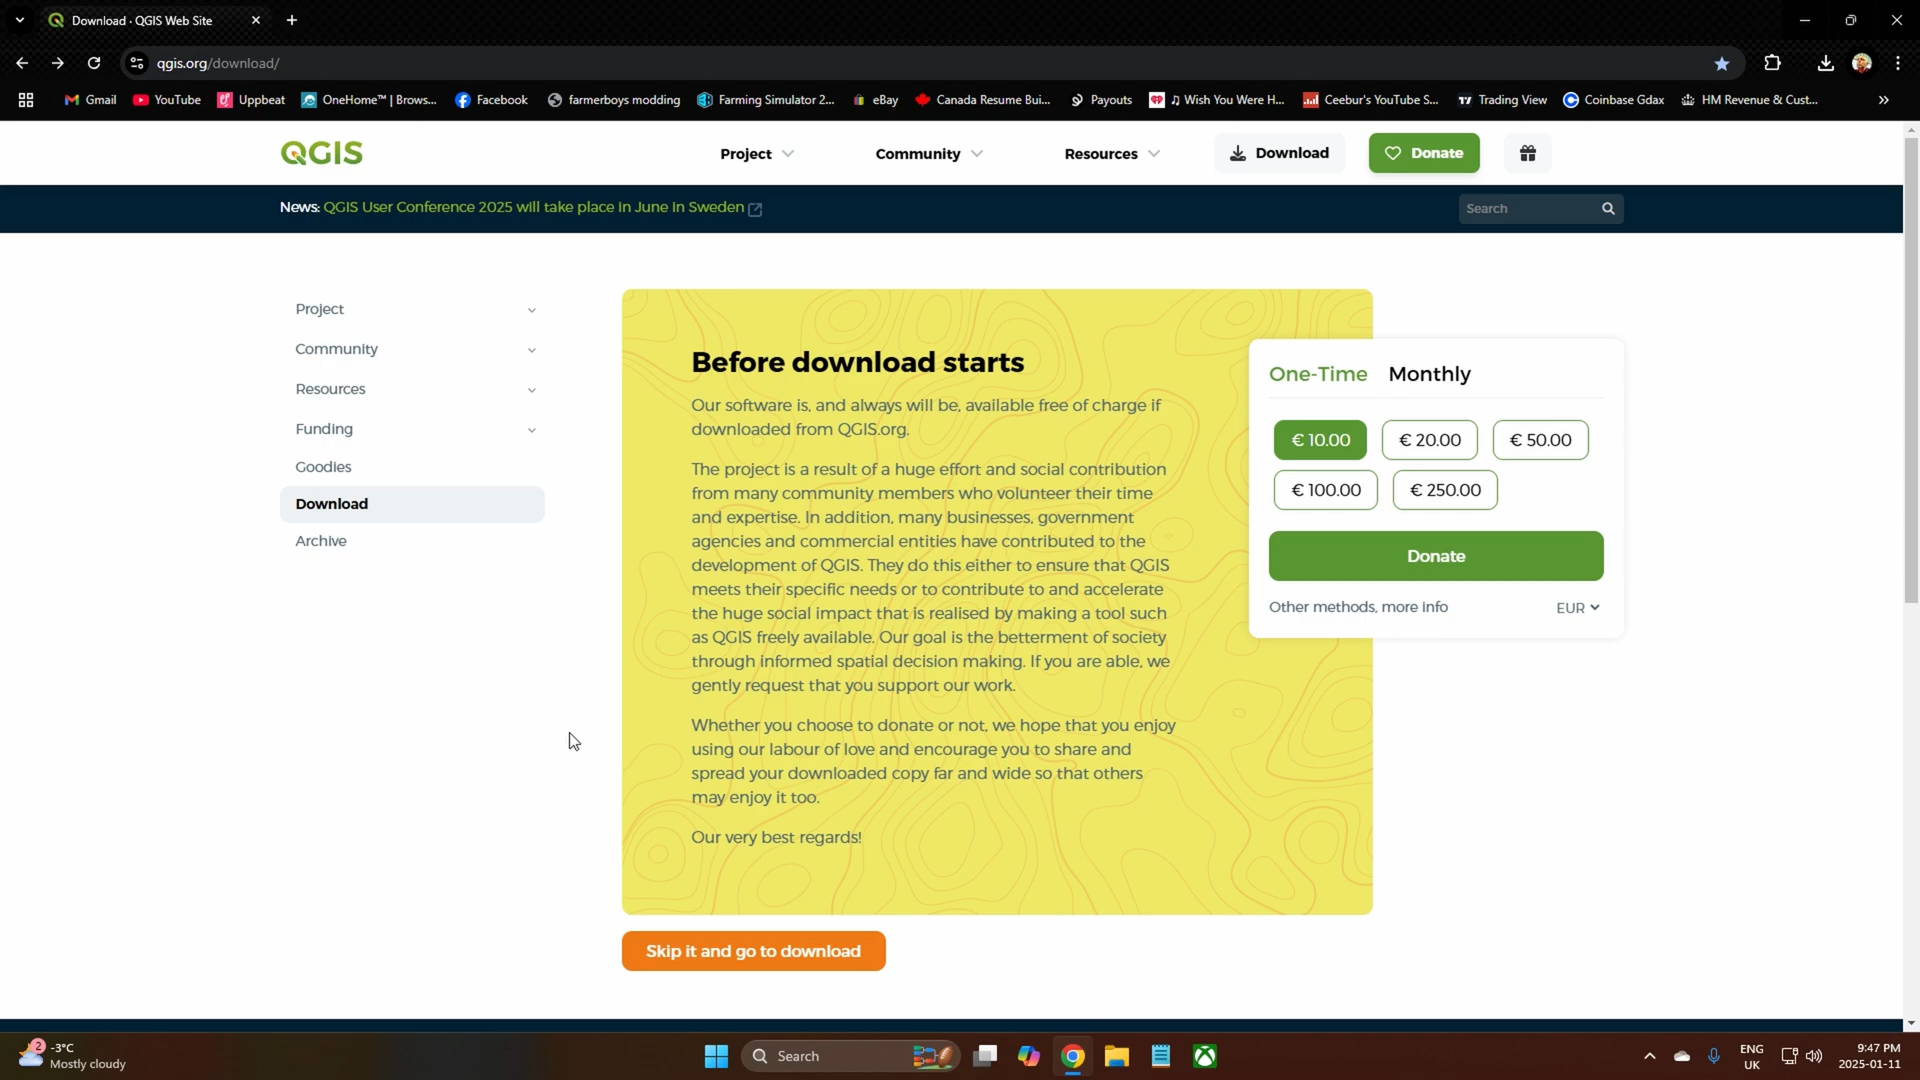 Download · QGIS Web Site
qgis.org/download/
Gmail
YouTube
Uppbeat
OneHome™ | Brows...
Facebook
farmerboys modding
Farming Simulator 2...
eBay
Canada Resume Bui...
Payouts
♫ Wish You Were H...
Ceebur's YouTube S...
Trading View
Coinbase Gdax
HM Revenue & Cust...
QGIS
Project
Community
Resources
Download
Donate
News: QGIS User Conference 2025 will take place in June in Sweden
Search
Project
Community
Resources
Funding
Goodies
Download
Archive
Before download starts
Our software is, and always will be, available free of charge if
downloaded from QGIS.org.
The project is a result of a huge effort and social contribution
from many community members who volunteer their time
and expertise. In addition, many businesses, government
agencies and commercial entities have contributed to the
development of QGIS. They do this either to ensure that QGIS
meets their specific needs or to contribute to and accelerate
the huge social impact that is realised by making a tool such
as QGIS freely available. Our goal is the betterment of society
through informed spatial decision making. If you are able, we
gently request that you support our work.
Whether you choose to donate or not, we hope that you enjoy
using our labour of love and encourage you to share and
spread your downloaded copy far and wide so that others
may enjoy it too.
Our very best regards!
One-Time Monthly
€ 10.00 € 20.00 € 50.00
€ 100.00 € 250.00
Donate
Other methods, more info EUR
Skip it and go to download
2
-3°C
Mostly cloudy
Search
ENG
UK
9:47 PM
2025-01-11